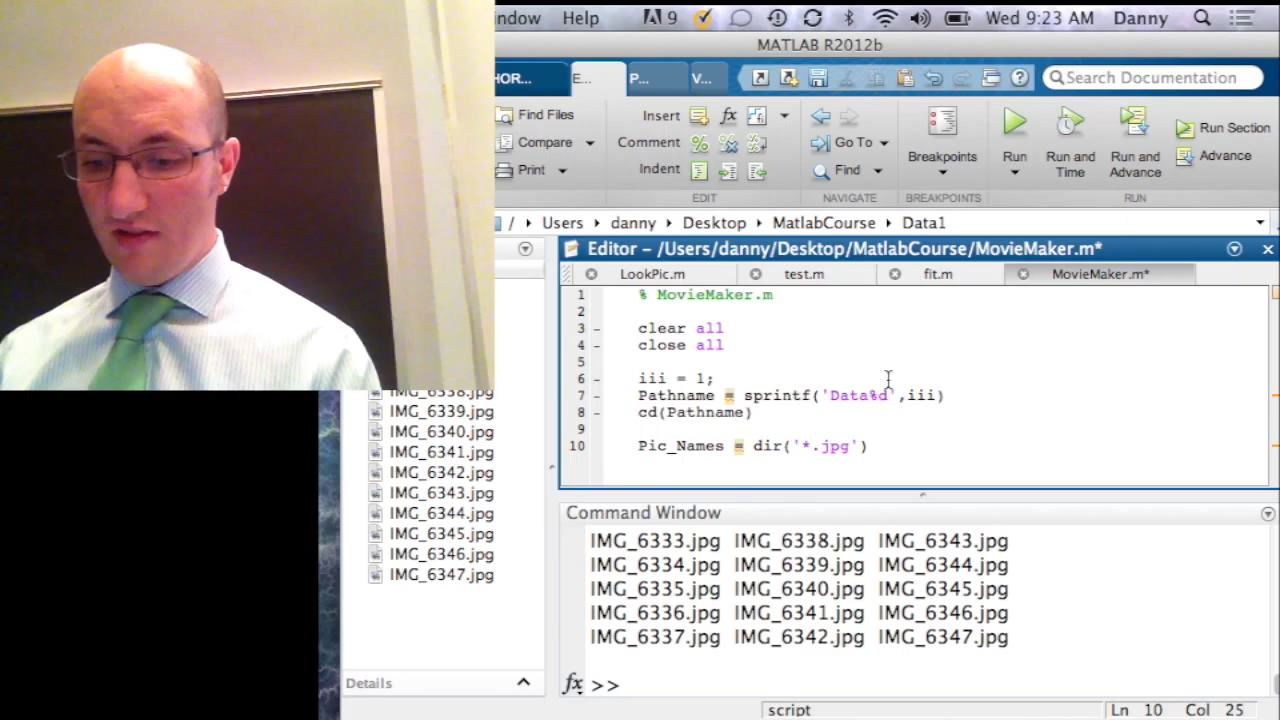 indow Help 9 Wed 9:23 AM Danny
MATLAB R2012b
HOR... E... P... V... Search Documentation
Find Files Insert fx Run Section
Compare Comment % Go To Breakpoints Run Run and Time Run and Advance Advance
Print Indent Find
EDIT NAVIGATE BREAKPOINTS RUN
/ Users danny Desktop MatlabCourse Data1
Editor – /Users/danny/Desktop/MatlabCourse/MovieMaker.m*
LookPic.m test.m fit.m MovieMaker.m*
1 % MovieMaker.m
2
3 – clear all
4 – close all
5
6 – iii = 1;
7 – Pathname = sprintf('Data%d',iii)
8 – cd(Pathname)
9
10 Pic_Names = dir('*.jpg')
IMG_6338.jpg
IMG_6339.jpg
IMG_6340.jpg
IMG_6341.jpg
IMG_6342.jpg
IMG_6343.jpg
IMG_6344.jpg
IMG_6345.jpg
IMG_6346.jpg
IMG_6347.jpg
Details
Command Window
IMG_6333.jpg IMG_6338.jpg IMG_6343.jpg
IMG_6334.jpg IMG_6339.jpg IMG_6344.jpg
IMG_6335.jpg IMG_6340.jpg IMG_6345.jpg
IMG_6336.jpg IMG_6341.jpg IMG_6346.jpg
IMG_6337.jpg IMG_6342.jpg IMG_6347.jpg
fx >>
script Ln 10 Col 25